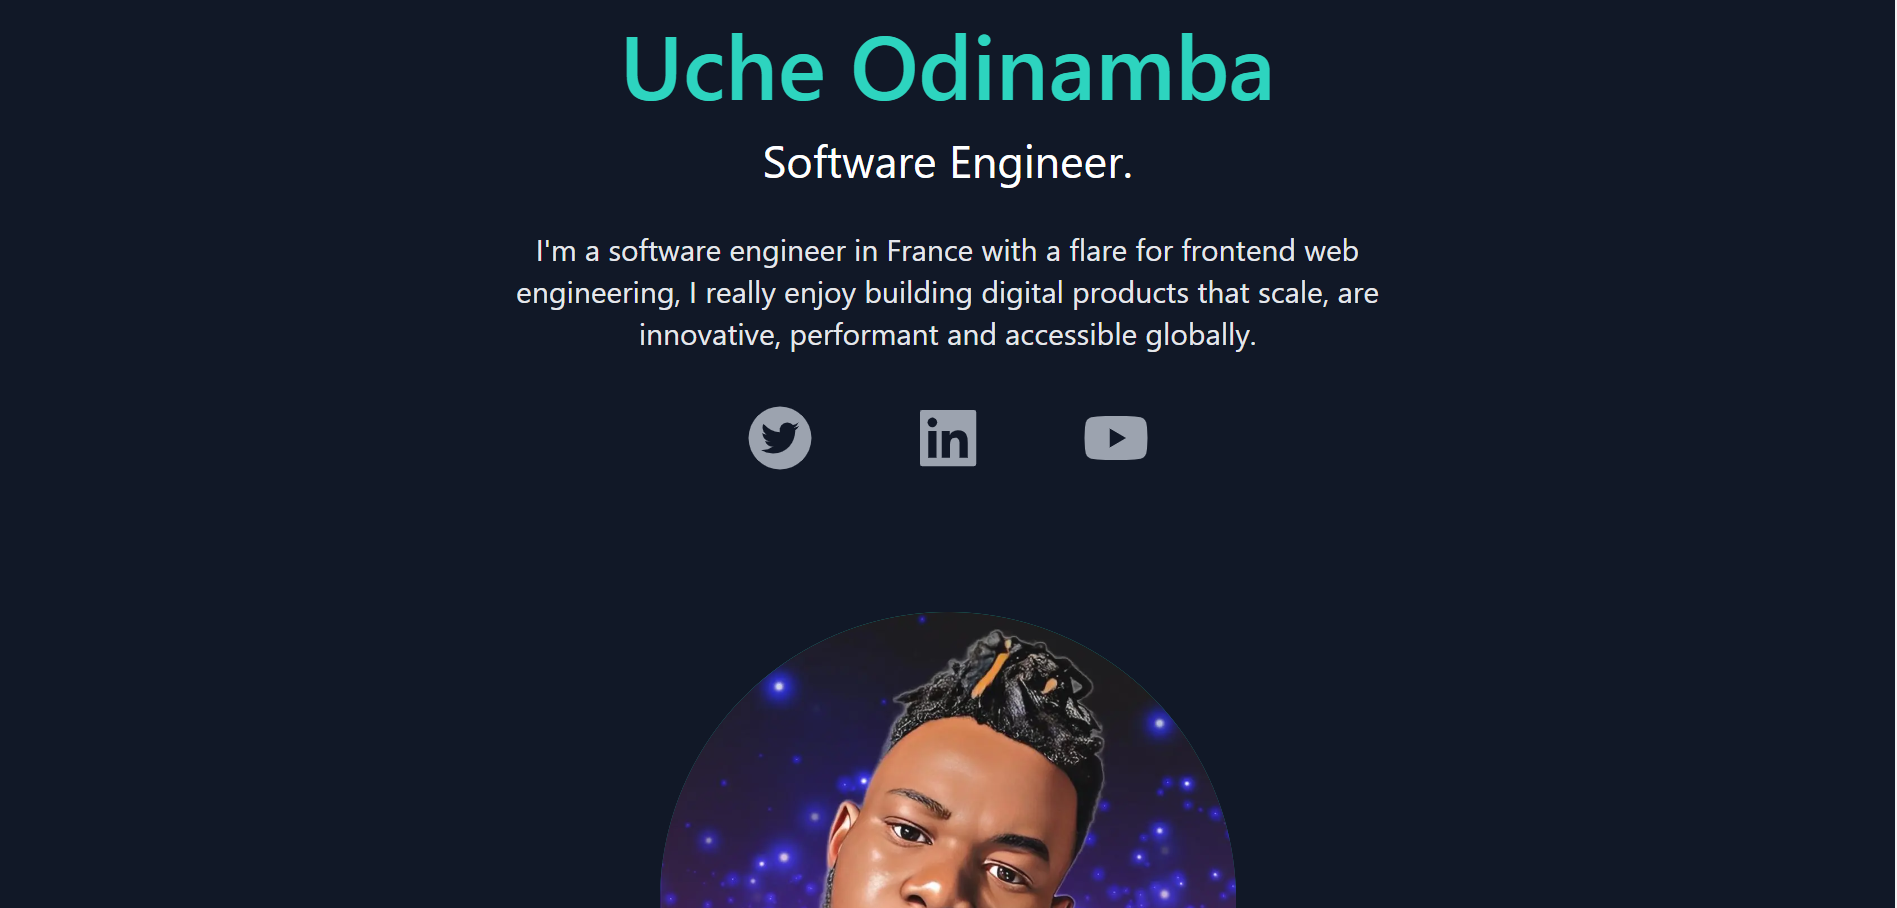 Uche Odinamba
Software Engineer.
I'm a software engineer in France with a flare for frontend web
engineering, I really enjoy building digital products that scale, are
innovative, performant and accessible globally.
in